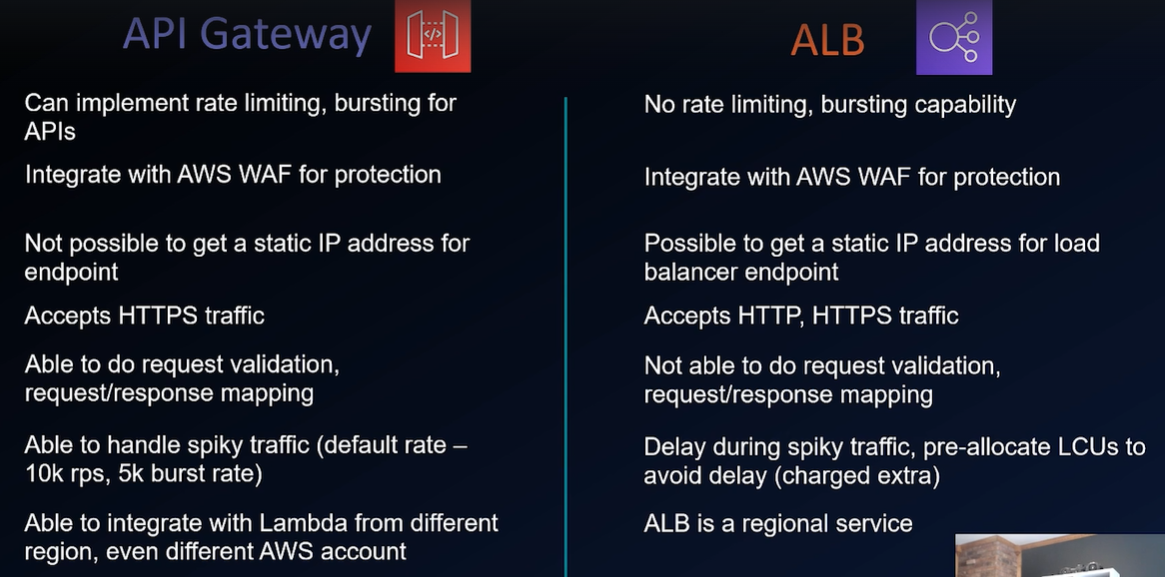 API Gateway
</>
ALB
Can implement rate limiting, bursting for
APIs
No rate limiting, bursting capability
Integrate with AWS WAF for protection
Integrate with AWS WAF for protection
Not possible to get a static IP address for
endpoint
Possible to get a static IP address for load
balancer endpoint
Accepts HTTPS traffic
Accepts HTTP, HTTPS traffic
Able to do request validation,
request/response mapping
Not able to do request validation,
request/response mapping
Able to handle spiky traffic (default rate –
10k rps, 5k burst rate)
Delay during spiky traffic, pre-allocate LCUs to
avoid delay (charged extra)
Able to integrate with Lambda from different
region, even different AWS account
ALB is a regional service